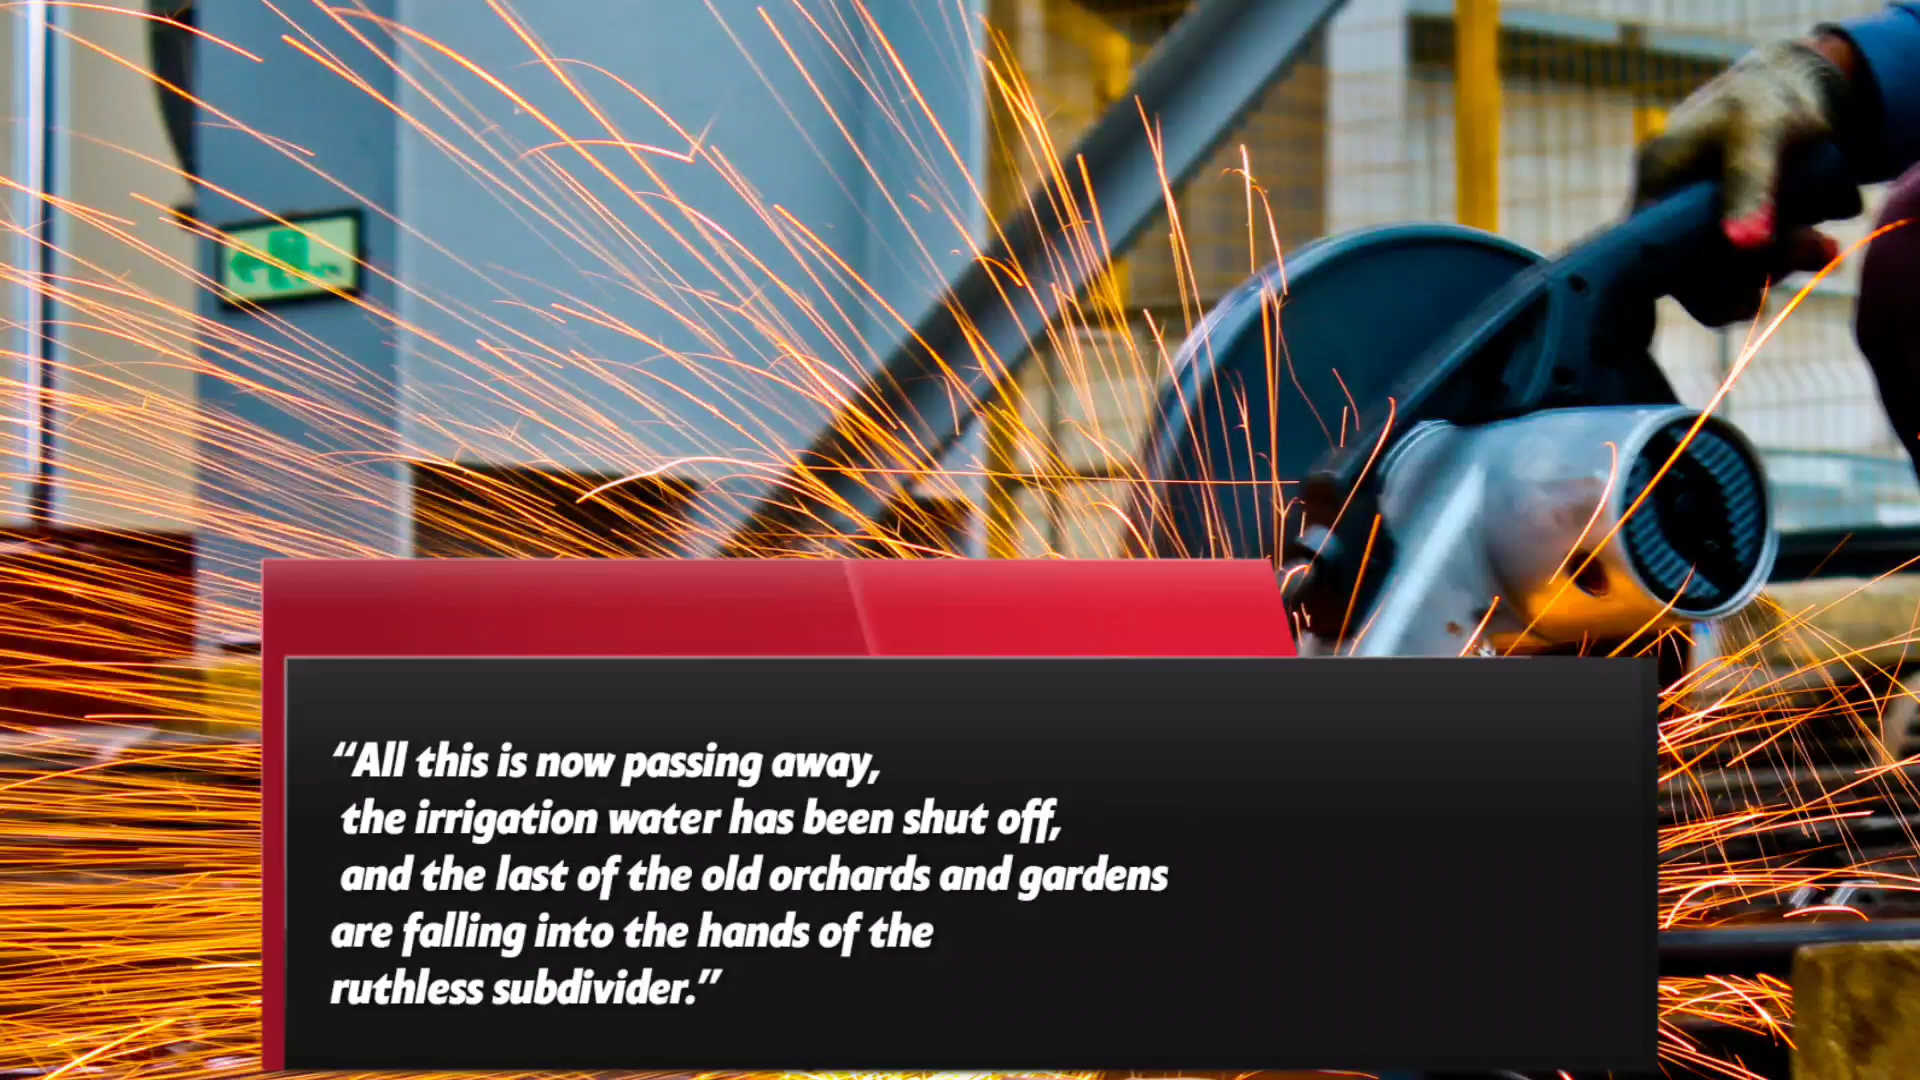 “All this is now passing away,
the irrigation water has been shut off,
and the last of the old orchards and gardens
are falling into the hands of the
ruthless subdivider.”